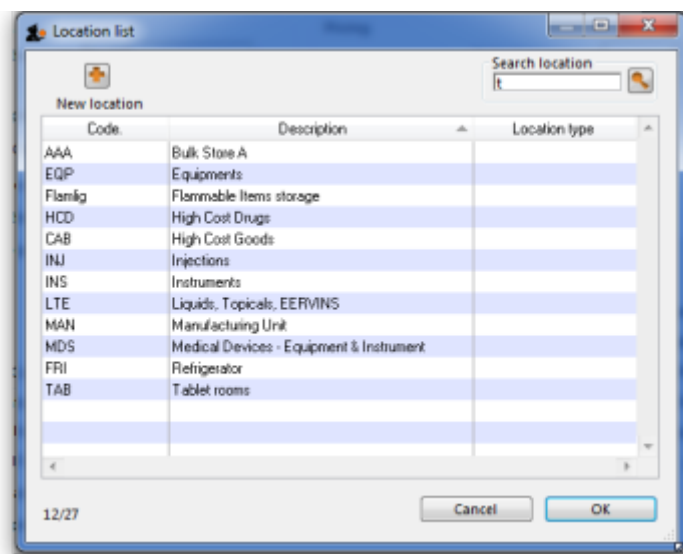 Location list
Search location
t
New location
Code. Description Location type
AAA Bulk Store A
EQP Equipments
Flamlig Flammable Items storage
HCD High Cost Drugs
CAB High Cost Goods
INJ Injections
INS Instruments
LTE Liquids, Topicals, EERVINS
MAN Manufacturing Unit
MDS Medical Devices - Equipment & Instrument
FRI Refrigerator
TAB Tablet rooms
12/27 Cancel OK